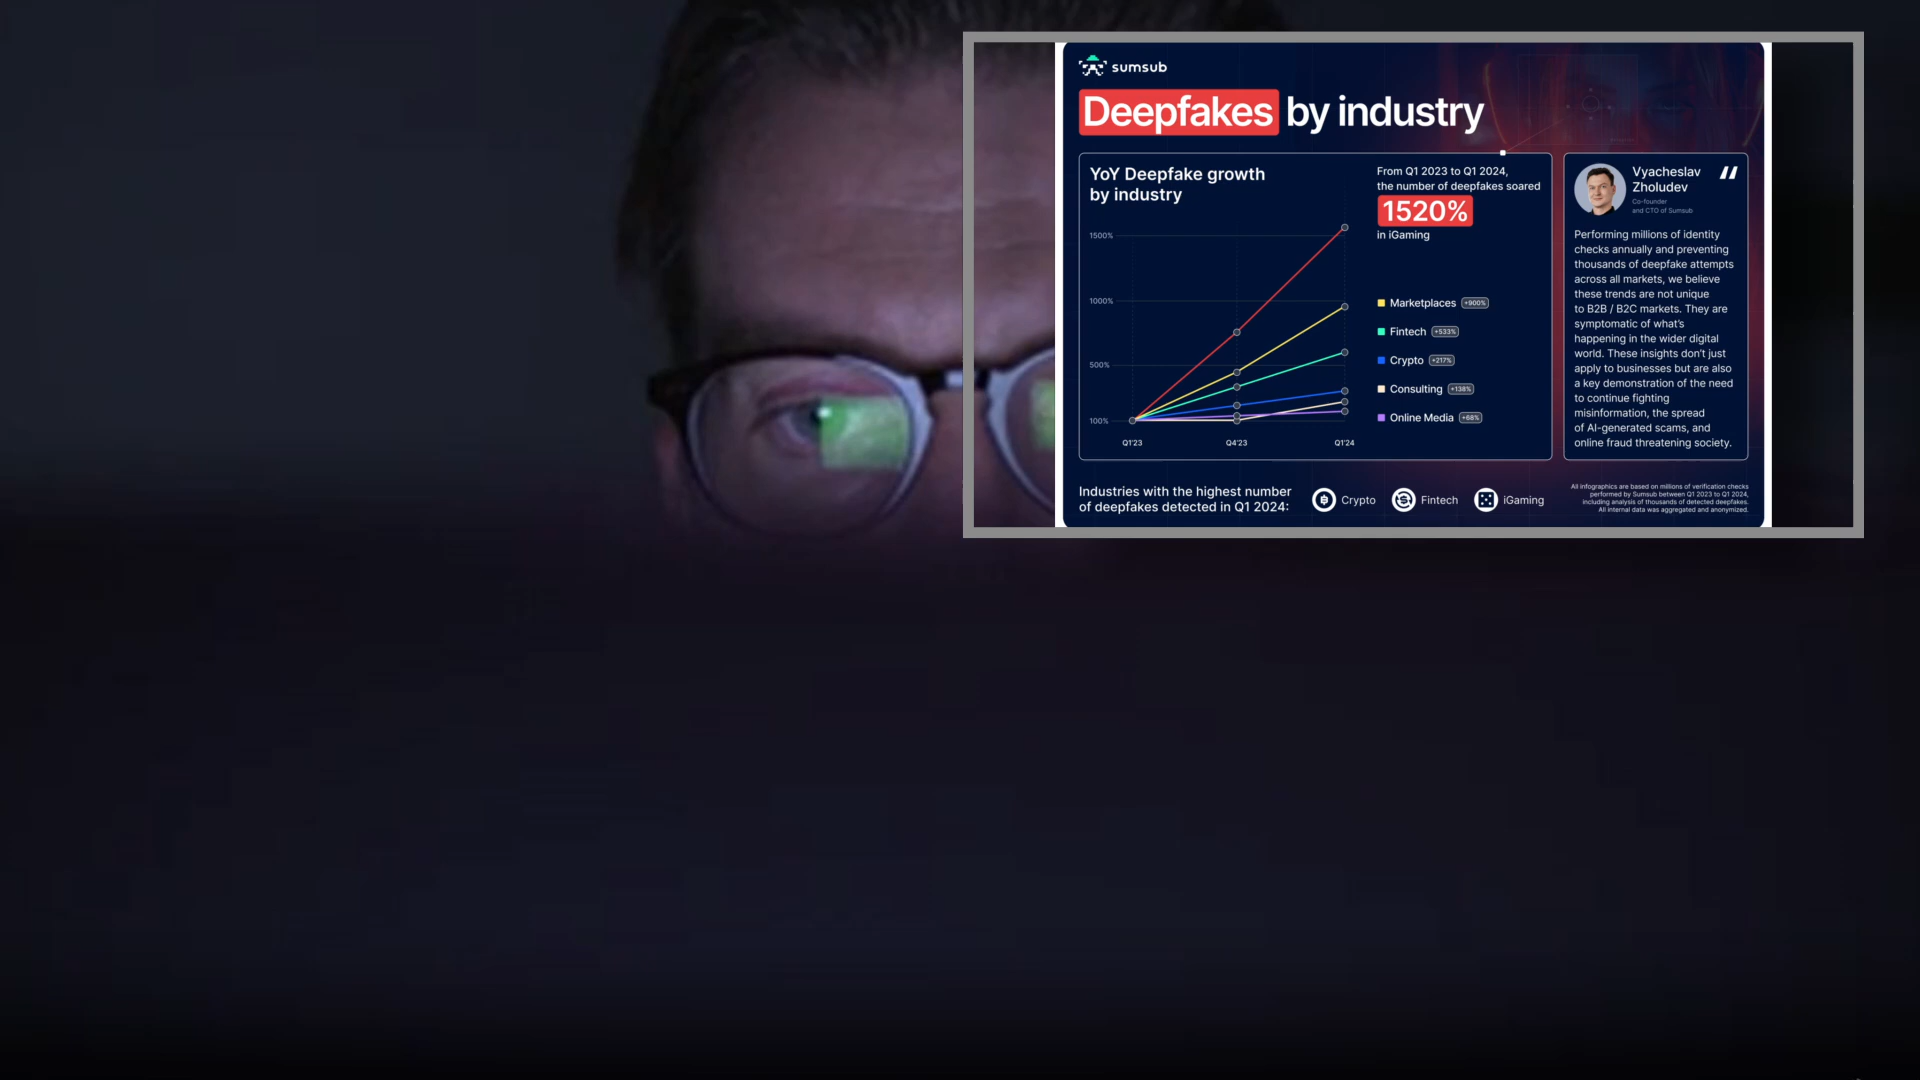 sumsub
Deepfakes by industry
YoY Deepfake growth
by industry
1500%
1000%
500%
100%
Q1'23
Q4'23
Q1'24
From Q1 2023 to Q1 2024,
the number of deepfakes soared
1520%
in iGaming
Marketplaces +900%
Fintech +533%
Crypto +217%
Consulting +138%
Online Media +68%
Vyacheslav
Zholudev
Co-founder
and CTO of Sumsub
Performing millions of identity
checks annually and preventing
thousands of deepfake attempts
across all markets, we believe
these trends are not unique
to B2B / B2C markets. They are
symptomatic of what's
happening in the wider digital
world. These insights don't just
apply to businesses but are also
a key demonstration of the need
to continue fighting
misinformation, the spread
of AI-generated scams, and
online fraud threatening society.
Industries with the highest number
of deepfakes detected in Q1 2024:
Crypto
Fintech
iGaming
All infographics are based on millions of verification checks
performed by Sumsub between Q1 2023 to Q1 2024,
including analysis of thousands of detected deepfakes.
All internal data was aggregated and anonymized.